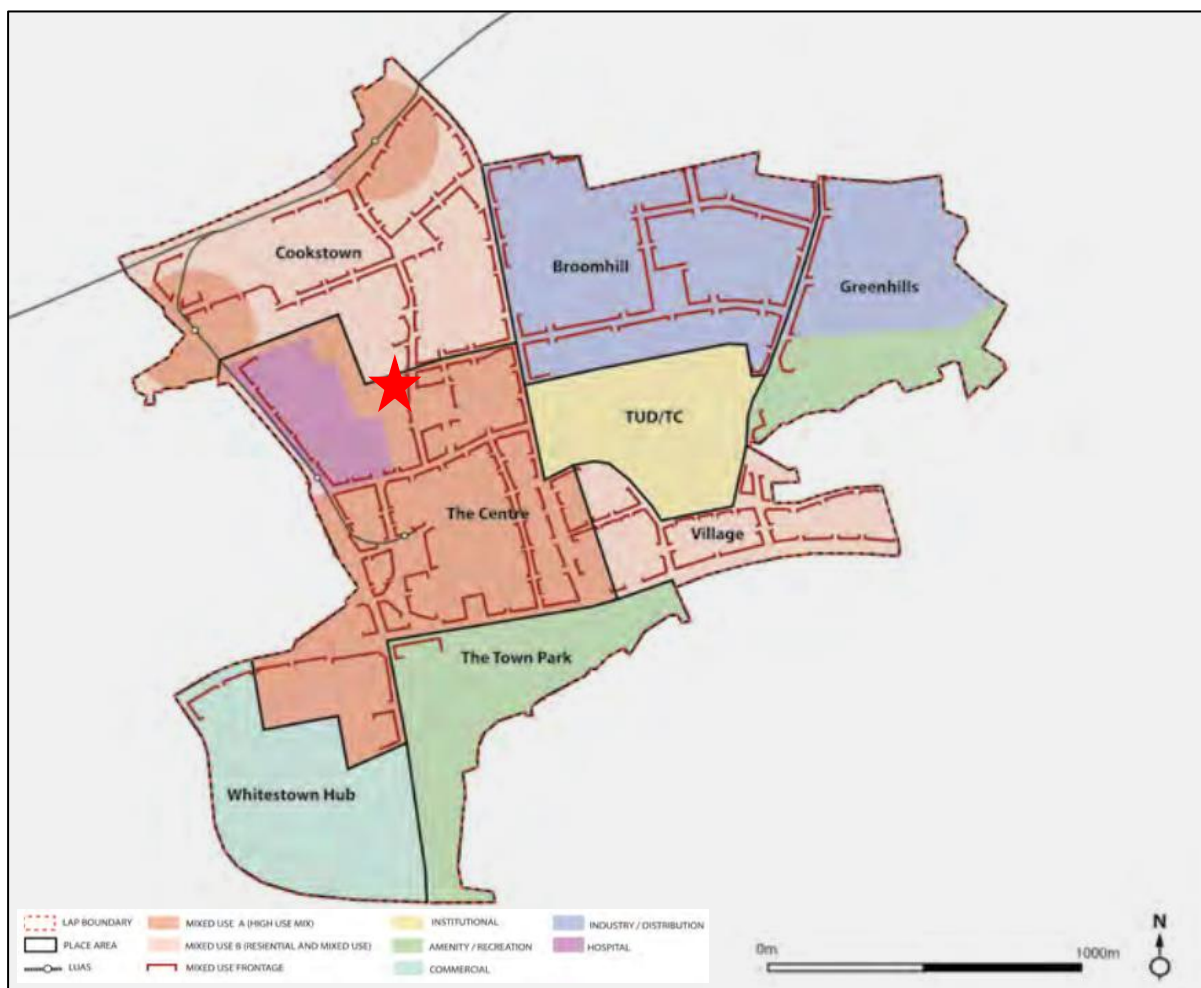 Cookstown
Broomhill
Greenhills
TUD/TC
The Centre
Village
The Town Park
Whitestown Hub
LAP BOUNDARY
PLACE AREA
LUAS
MIXED USE A (HIGH USE MIX)
MIXED USE B (RESIENTIAL AND MIXED USE)
MIXED USE FRONTAGE
INSTITUTIONAL
AMENITY / RECREATION
COMMERCIAL
INDUSTRY / DISTRIBUTION
HOSPITAL
0m 1000m
N